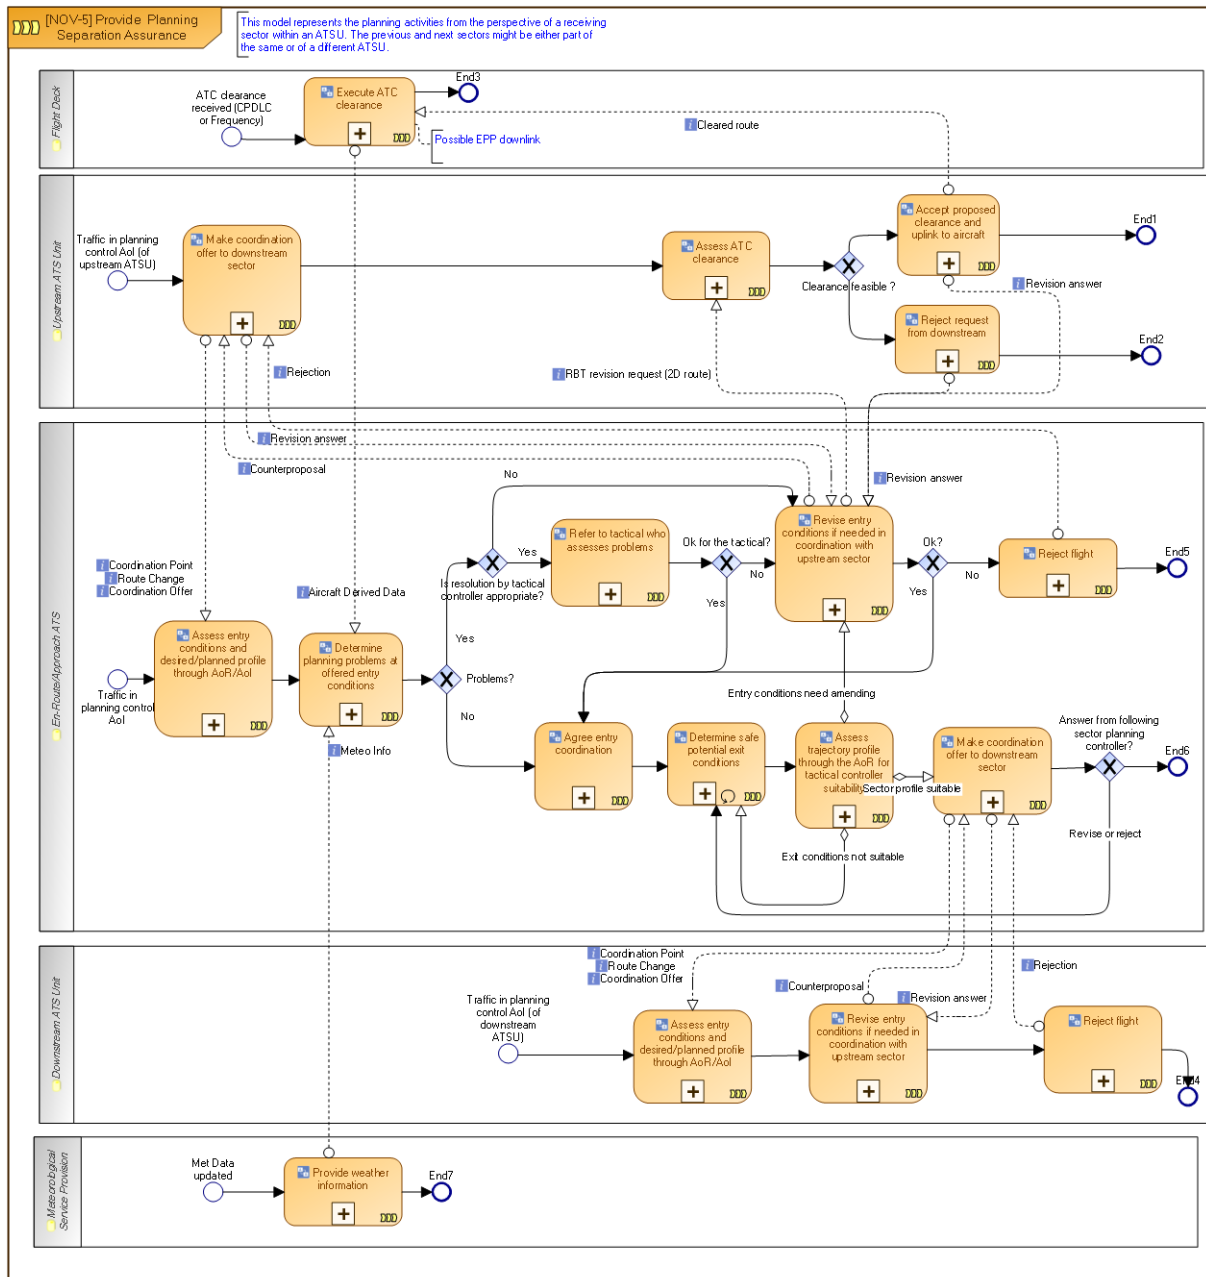 [NOV-5] Provide Planning
Separation Assurance
This model represents the planning activities from the perspective of a receiving
sector within an ATSU. The previous and next sectors might be either part of
the same or of a different ATSU.
Flight Deck
ATC clearance
received (CPDLC
or Frequency)
Execute ATC
clearance
End3
Possible EPP downlink
Cleared route
Upstream ATS Unit
Traffic in planning
control AoI (of
upstream ATSU)
Make coordination
offer to downstream
sector
Assess ATC
clearance
Clearance feasible ?
Accept proposed
clearance and
uplink to aircraft
End1
Revision answer
Reject request
from downstream
End2
Rejection
RBT revision request (2D route)
En-Route/Approach ATS
Revision answer
Counterproposal
Revision answer
No
Coordination Point
Route Change
Coordination Offer
Aircraft Derived Data
Yes
Is resolution by tactical
controller appropriate?
Refer to tactical who
assesses problems
Ok for the tactical?
No
Yes
Revise entry
conditions if needed in
coordination with
upstream sector
Ok?
No
Yes
Reject flight
End5
Traffic in
planning control
AoI
Assess entry
conditions and
desired/planned profile
through AoR/AoI
Determine
planning problems at
offered entry
conditions
Yes
Problems?
No
Meteo Info
Entry conditions need amending
Agree entry
coordination
Determine safe
potential exit
conditions
Assess
trajectory profile
through the AoR for
tactical controller
suitability
Sector profile suitable
Make coordination
offer to downstream
sector
Answer from following
sector planning
controller?
End6
Revise or reject
Exit conditions not suitable
Downstream ATS Unit
Coordination Point
Route Change
Coordination Offer
Counterproposal
Revision answer
Rejection
Traffic in planning
control AoI (of
downstream
ATSU)
Assess entry
conditions and
desired/planned profile
through AoR/AoI
Revise entry
conditions if needed in
coordination with
upstream sector
Reject flight
End4
Meteorological
Service Provision
Met Data
updated
Provide weather
information
End7